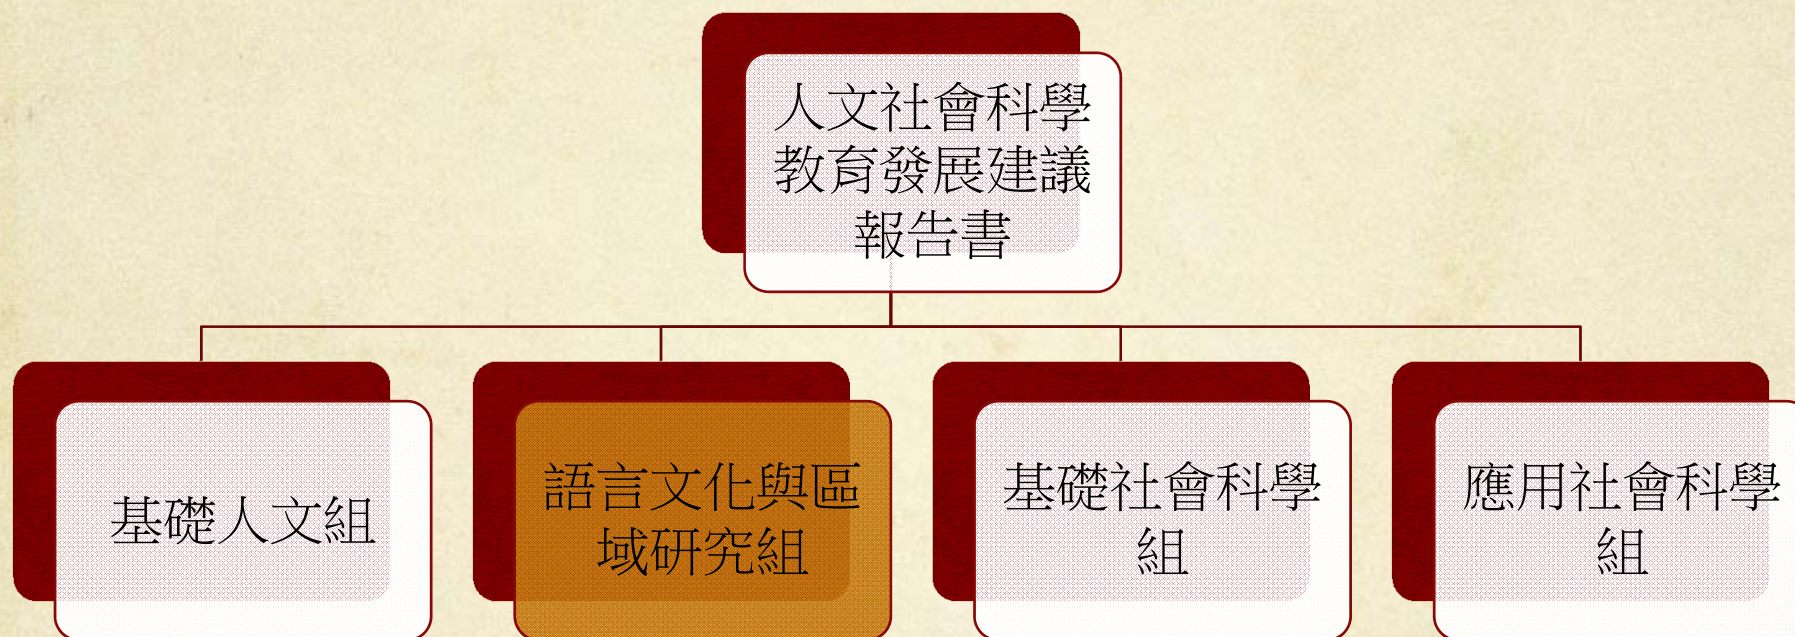 人文社會科學
教育發展建議
報告書
基礎人文組
語言文化與區
域研究組
基礎社會科學
組
應用社會科學
組